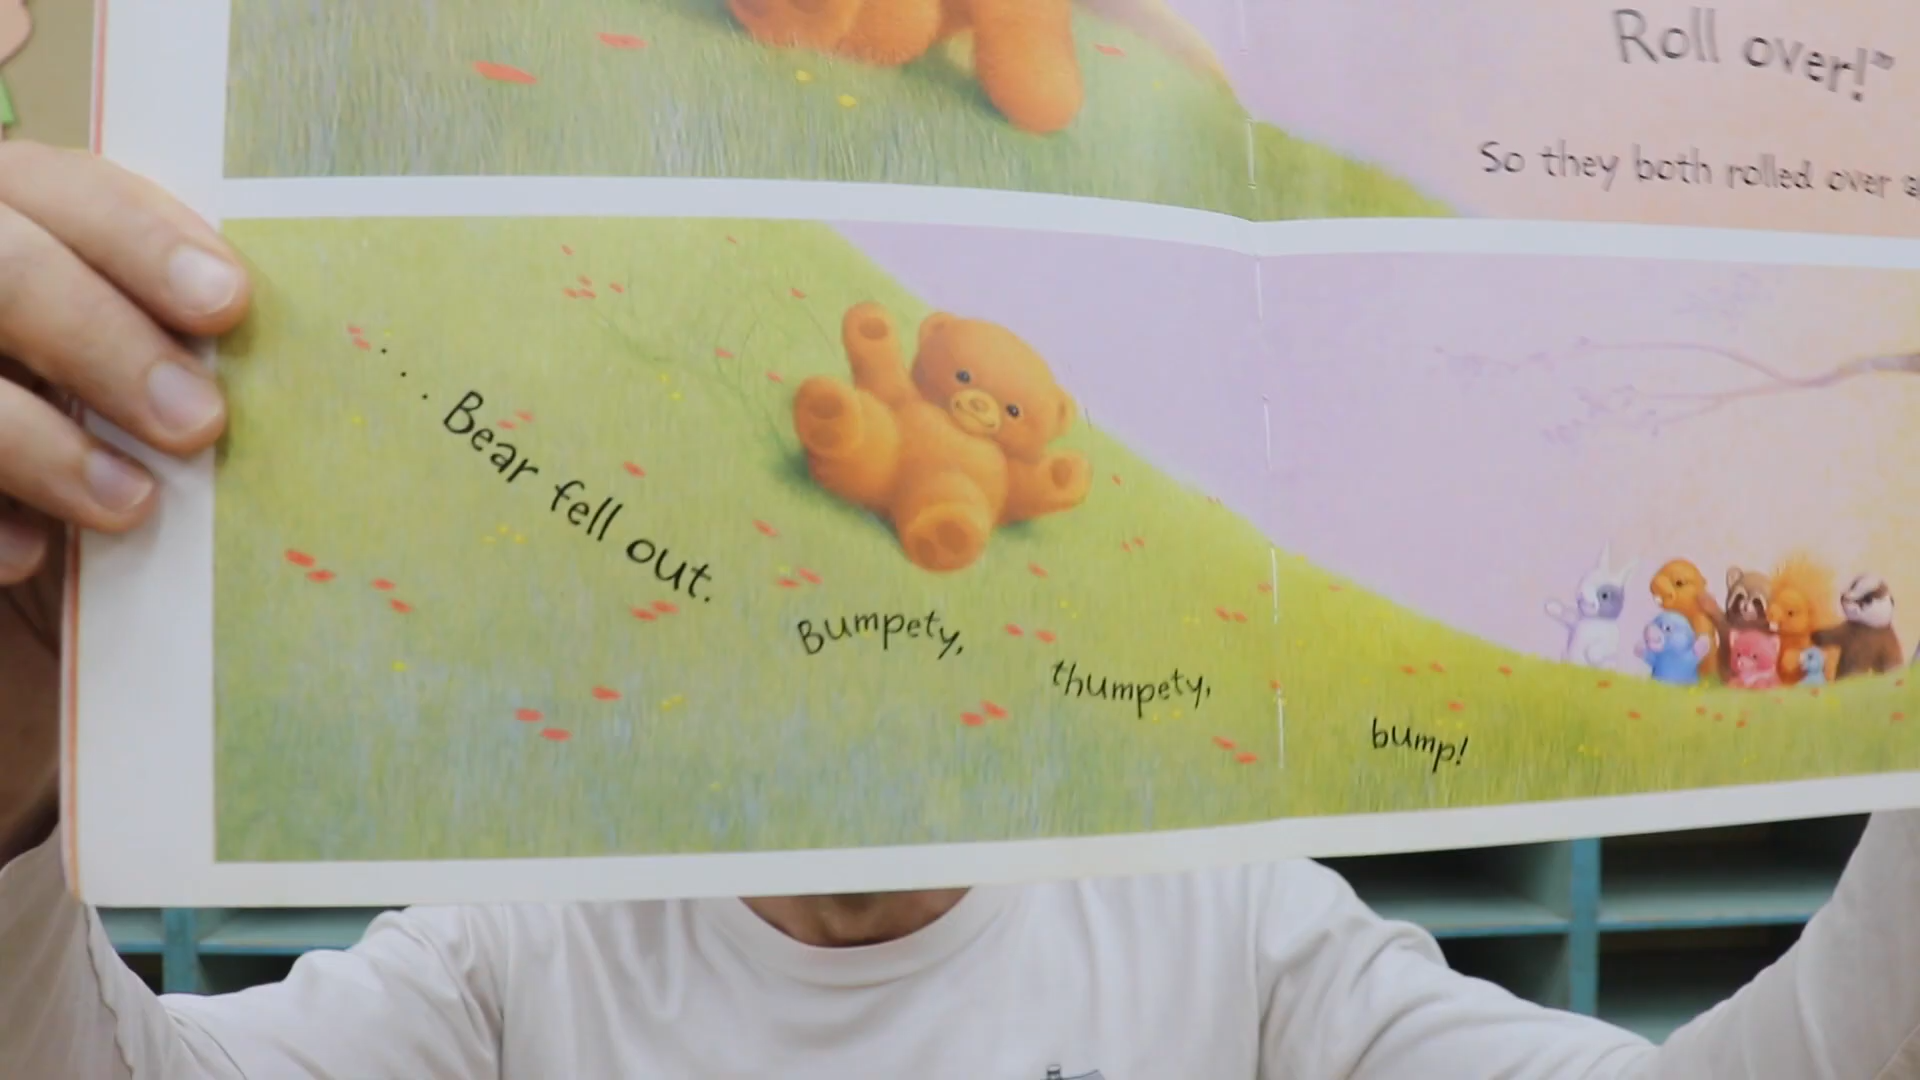 Roll over!"
So they both rolled over
... Bear fell out.
Bumpety,
thumpety,
bump!